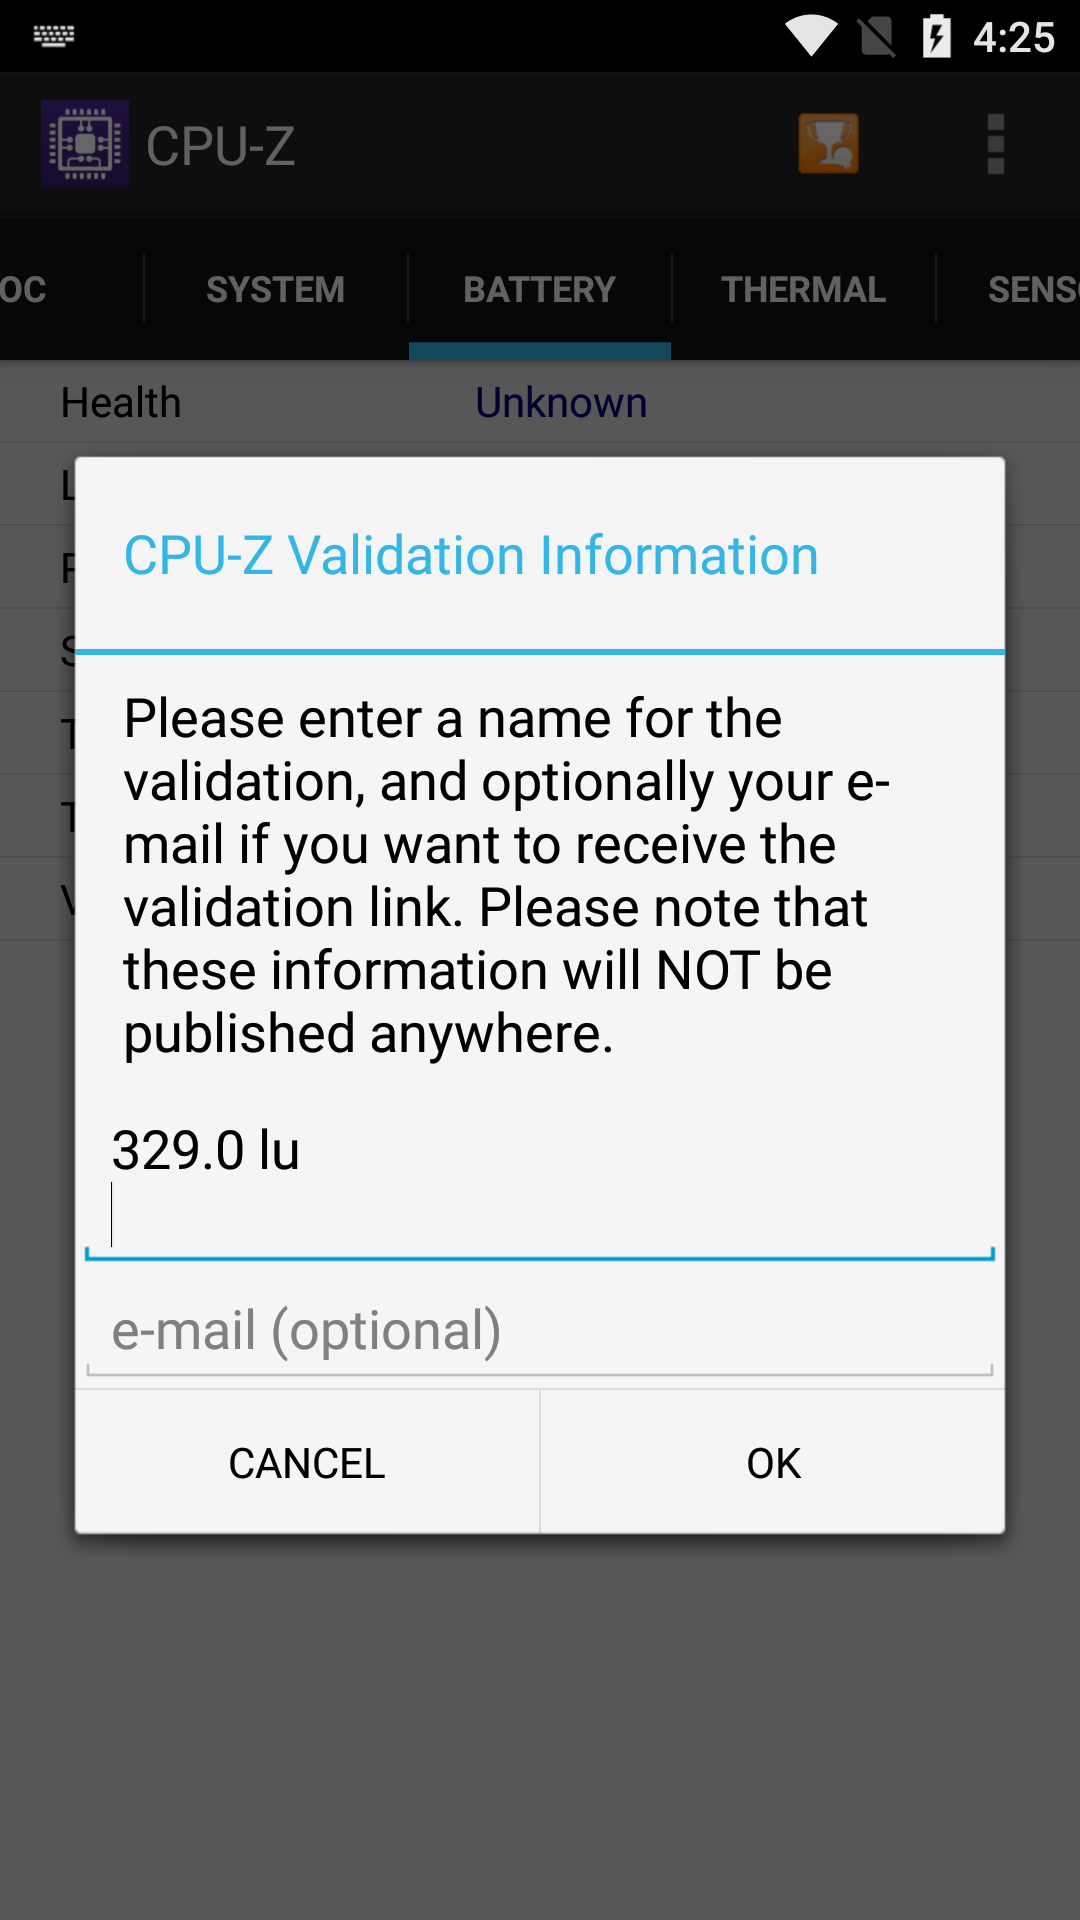 4:25
CPU-Z
OC SYSTEM BATTERY THERMAL SENSO
Health Unknown
L
P
S
T
T
V
CPU-Z Validation Information
Please enter a name for the
validation, and optionally your e-
mail if you want to receive the
validation link. Please note that
these information will NOT be
published anywhere.
329.0 lu
e-mail (optional)
CANCEL OK